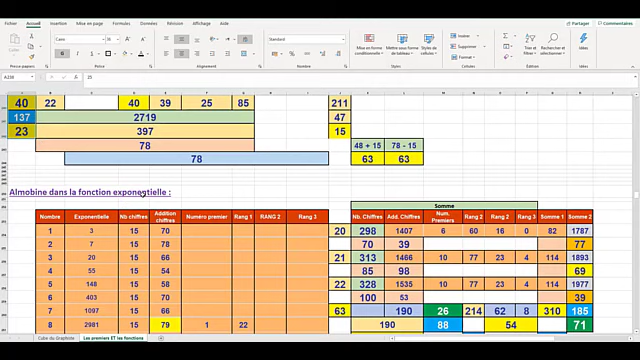 Fichier Accueil Insertion Mise en page Formules Données Révision Affichage
Partager Commentaires
Coller
Mise en forme conditionnelle Mettre sous forme de tableau Styles de cellules
Insérer Supprimer Format
Trier et filtrer Rechercher et sélectionner Idées
Presse-papiers Police Alignement Nombre Styles Cellules Édition Idées
A238 25
40 22 40 39 25 85 211
137 2719 47
23 397 15
78 48 + 15 78 - 15
78 63 63
Almobine dans la fonction exponentielle :
Somme
Nombre Exponentielle Nb chiffres Addition chiffres Numéro premier Rang 1 RANG 2 Rang 3 Nb. Chiffres Add. Chiffres Num. Premiers Rang 2 Rang 2 Rang 3 Somme 1 Somme 2
1 3 15 70 20 298 1407 6 60 16 0 82 1787
2 7 15 78 70 39 77
3 20 15 66 21 313 1466 10 77 23 4 114 1893
4 55 15 54 85 98 69
5 148 15 58 22 328 1535 10 77 23 4 114 1977
6 403 15 70 100 53 39
7 1097 15 66 63 190 26 214 62 8 310 185
8 2981 15 79 1 22 190 88 54 71
Cube du Graphiste Les premiers ET les fonctions